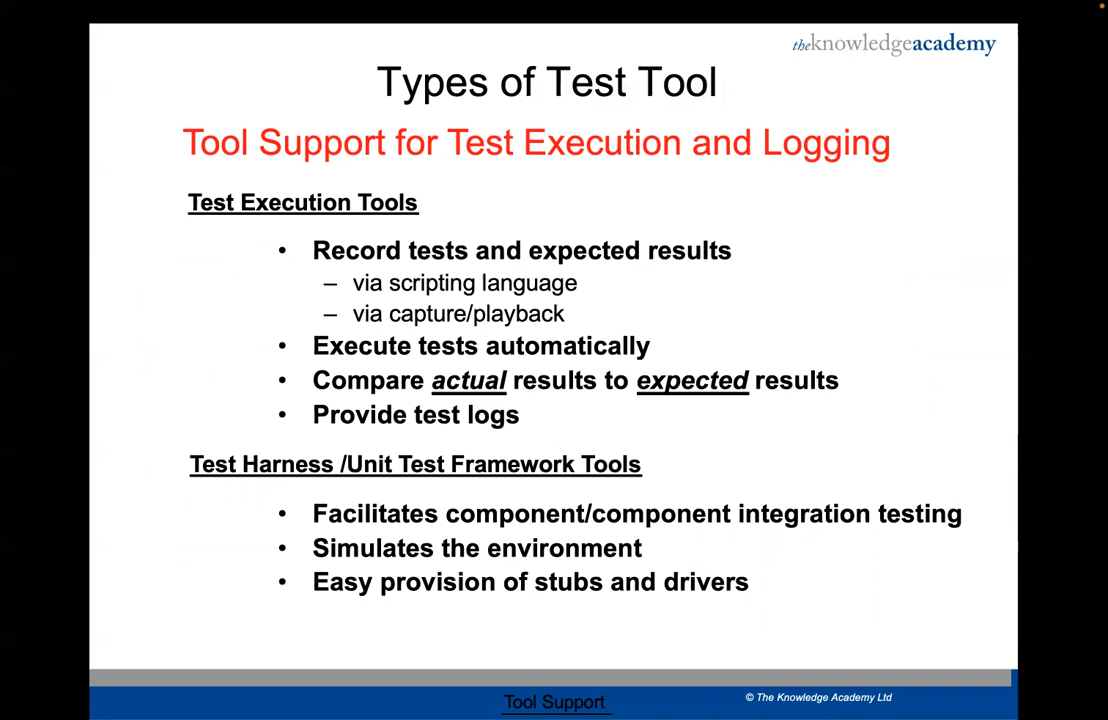 theknowledgeacademy
Types of Test Tool
Tool Support for Test Execution and Logging
Test Execution Tools
• Record tests and expected results
– via scripting language
– via capture/playback
• Execute tests automatically
• Compare actual results to expected results
• Provide test logs
Test Harness /Unit Test Framework Tools
• Facilitates component/component integration testing
• Simulates the environment
• Easy provision of stubs and drivers
Tool Support
© The Knowledge Academy Ltd